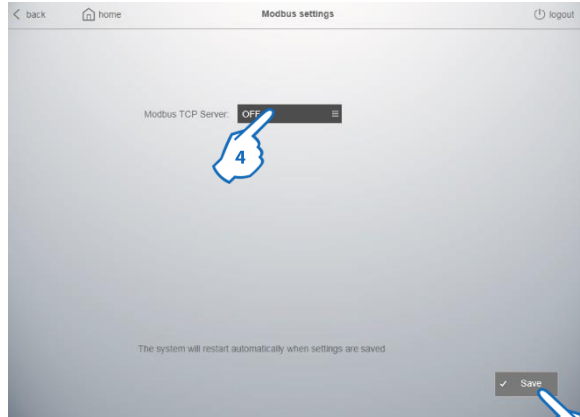 back home Modbus settings logout
Modbus TCP Server: OFF
4
The system will restart automatically when settings are saved
Save